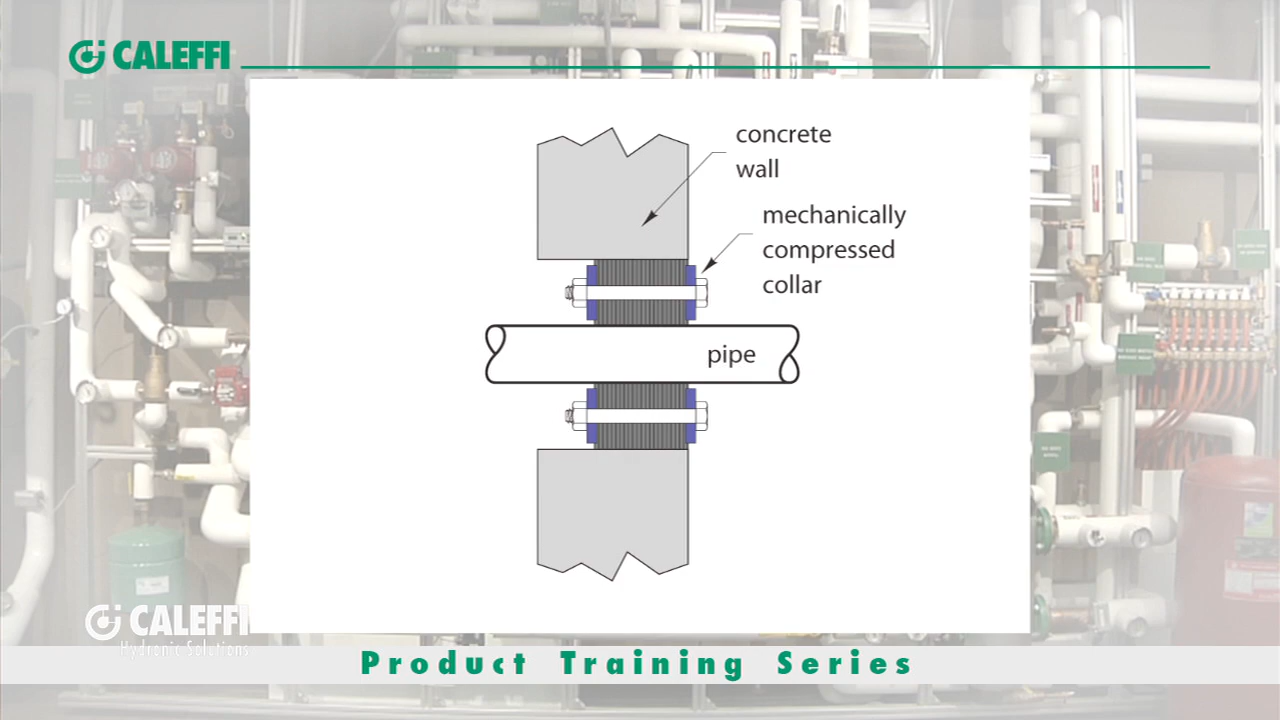 CALEFFI
concrete
wall
mechanically
compressed
collar
pipe
CALEFFI
Hydronic Solutions
Product Training Series